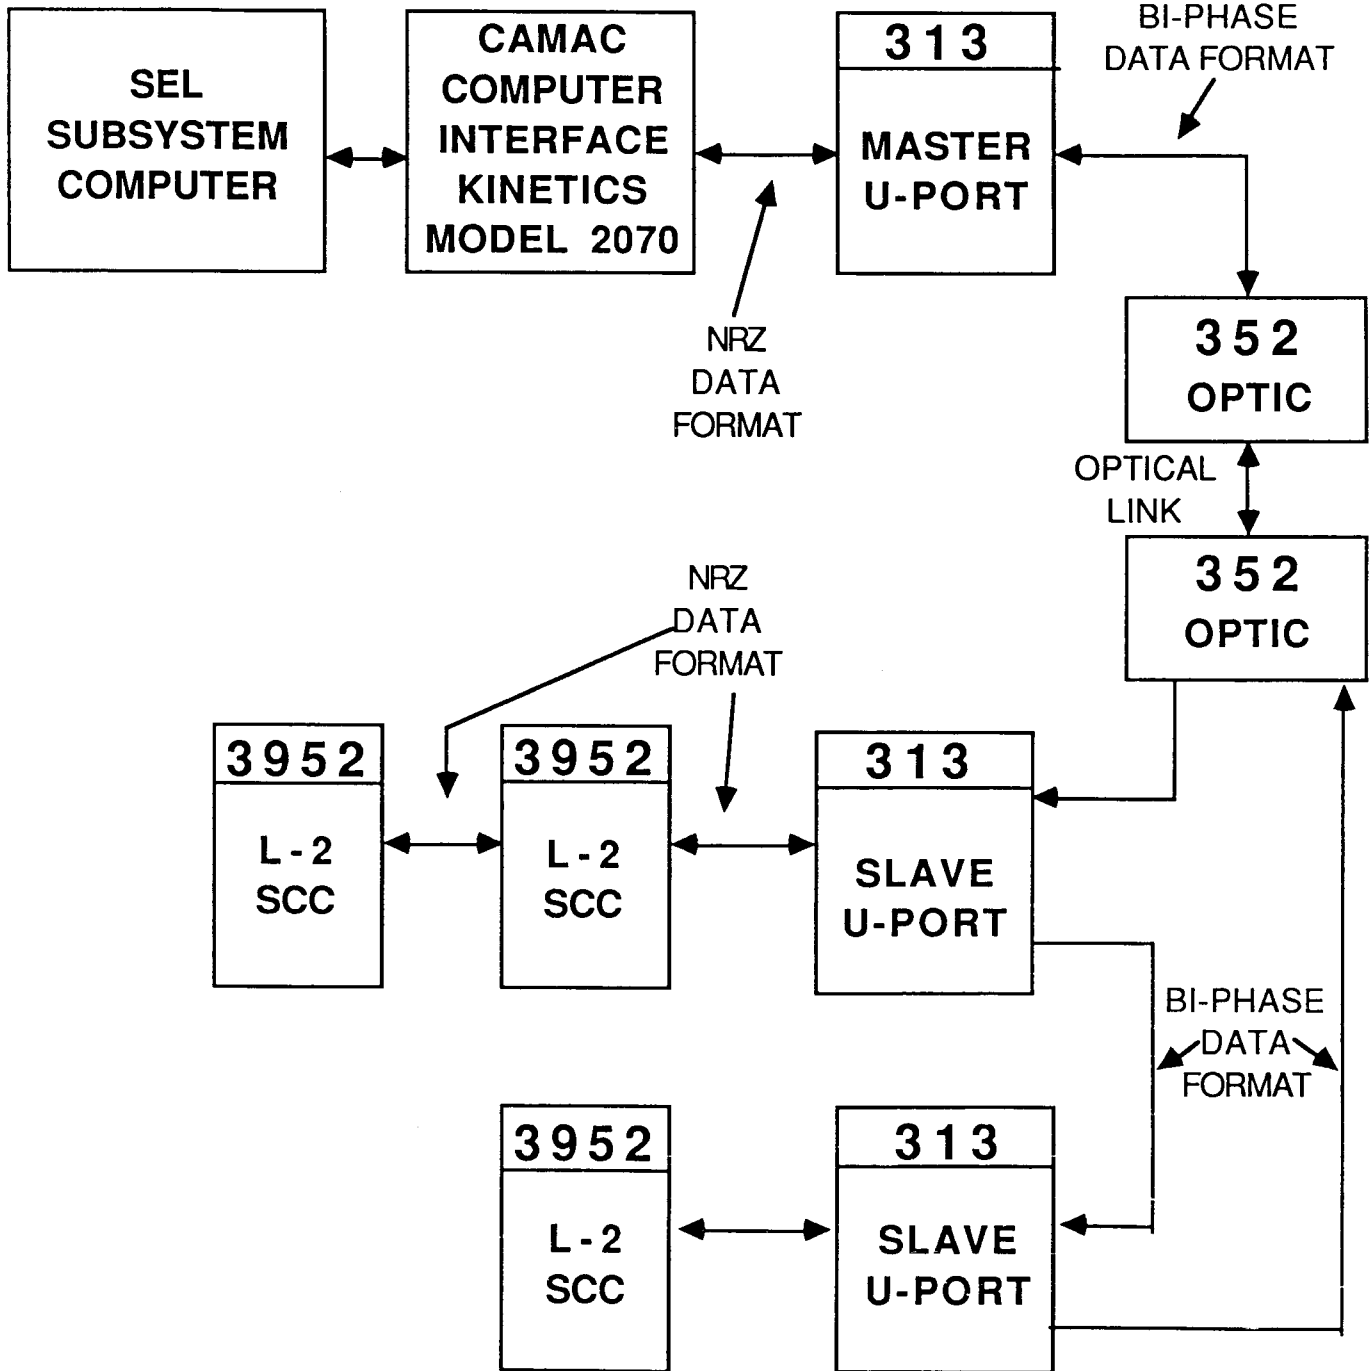 SEL
SUBSYSTEM
COMPUTER
CAMAC
COMPUTER
INTERFACE
KINETICS
MODEL 2070
313
MASTER
U-PORT
BI-PHASE
DATA FORMAT
NRZ
DATA
FORMAT
352
OPTIC
OPTICAL
LINK
352
OPTIC
NRZ
DATA
FORMAT
3952
L-2
SCC
3952
L-2
SCC
313
SLAVE
U-PORT
BI-PHASE
DATA
FORMAT
3952
L-2
SCC
313
SLAVE
U-PORT